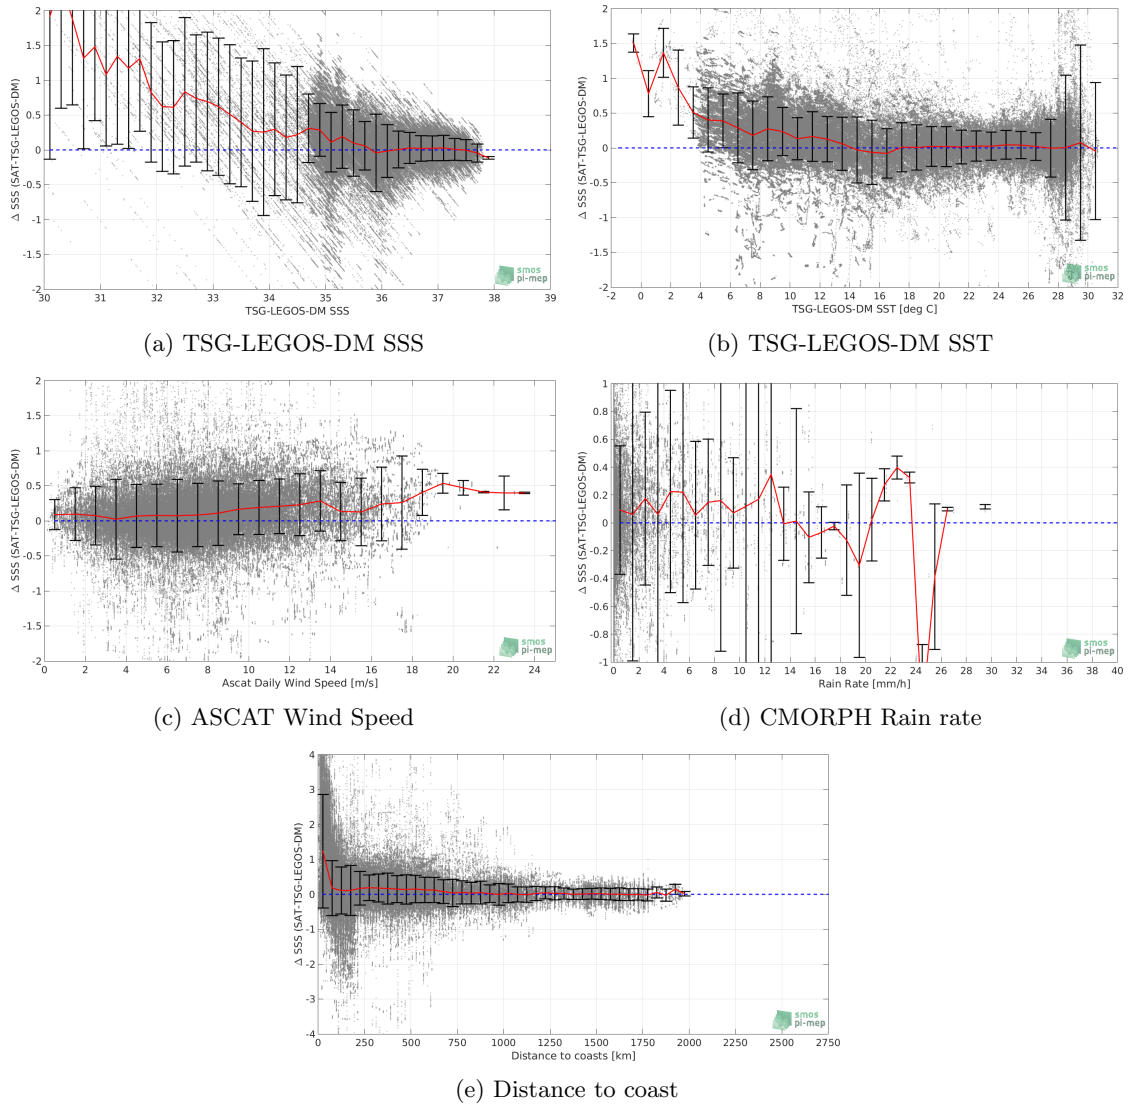 2
1.5
1
0.5
0
-0.5
-1
-1.5
-2
Δ SSS (SAT-TSG-LEGOS-DM)
30 31 32 33 34 35 36 37 38 39
TSG-LEGOS-DM SSS
smos
pi-mep
(a) TSG-LEGOS-DM SSS
2
1.5
1
0.5
0
-0.5
-1
-1.5
-2
Δ SSS (SAT-TSG-LEGOS-DM)
-2 0 2 4 6 8 10 12 14 16 18 20 22 24 26 28 30 32
TSG-LEGOS-DM SST [deg C]
smos
pi-mep
(b) TSG-LEGOS-DM SST
2
1.5
1
0.5
0
-0.5
-1
-1.5
-2
Δ SSS (SAT-TSG-LEGOS-DM)
0 2 4 6 8 10 12 14 16 18 20 22 24
Ascat Daily Wind Speed [m/s]
smos
pi-mep
(c) ASCAT Wind Speed
1
0.8
0.6
0.4
0.2
0
-0.2
-0.4
-0.6
-0.8
-1
Δ SSS (SAT-TSG-LEGOS-DM)
0 2 4 6 8 10 12 14 16 18 20 22 24 26 28 30 32 34 36 38 40
Rain Rate [mm/h]
smos
pi-mep
(d) CMORPH Rain rate
4
3
2
1
0
-1
-2
-3
-4
Δ SSS (SAT-TSG-LEGOS-DM)
0 250 500 750 1000 1250 1500 1750 2000 2250 2500 2750
Distance to coasts [km]
smos
pi-mep
(e) Distance to coast